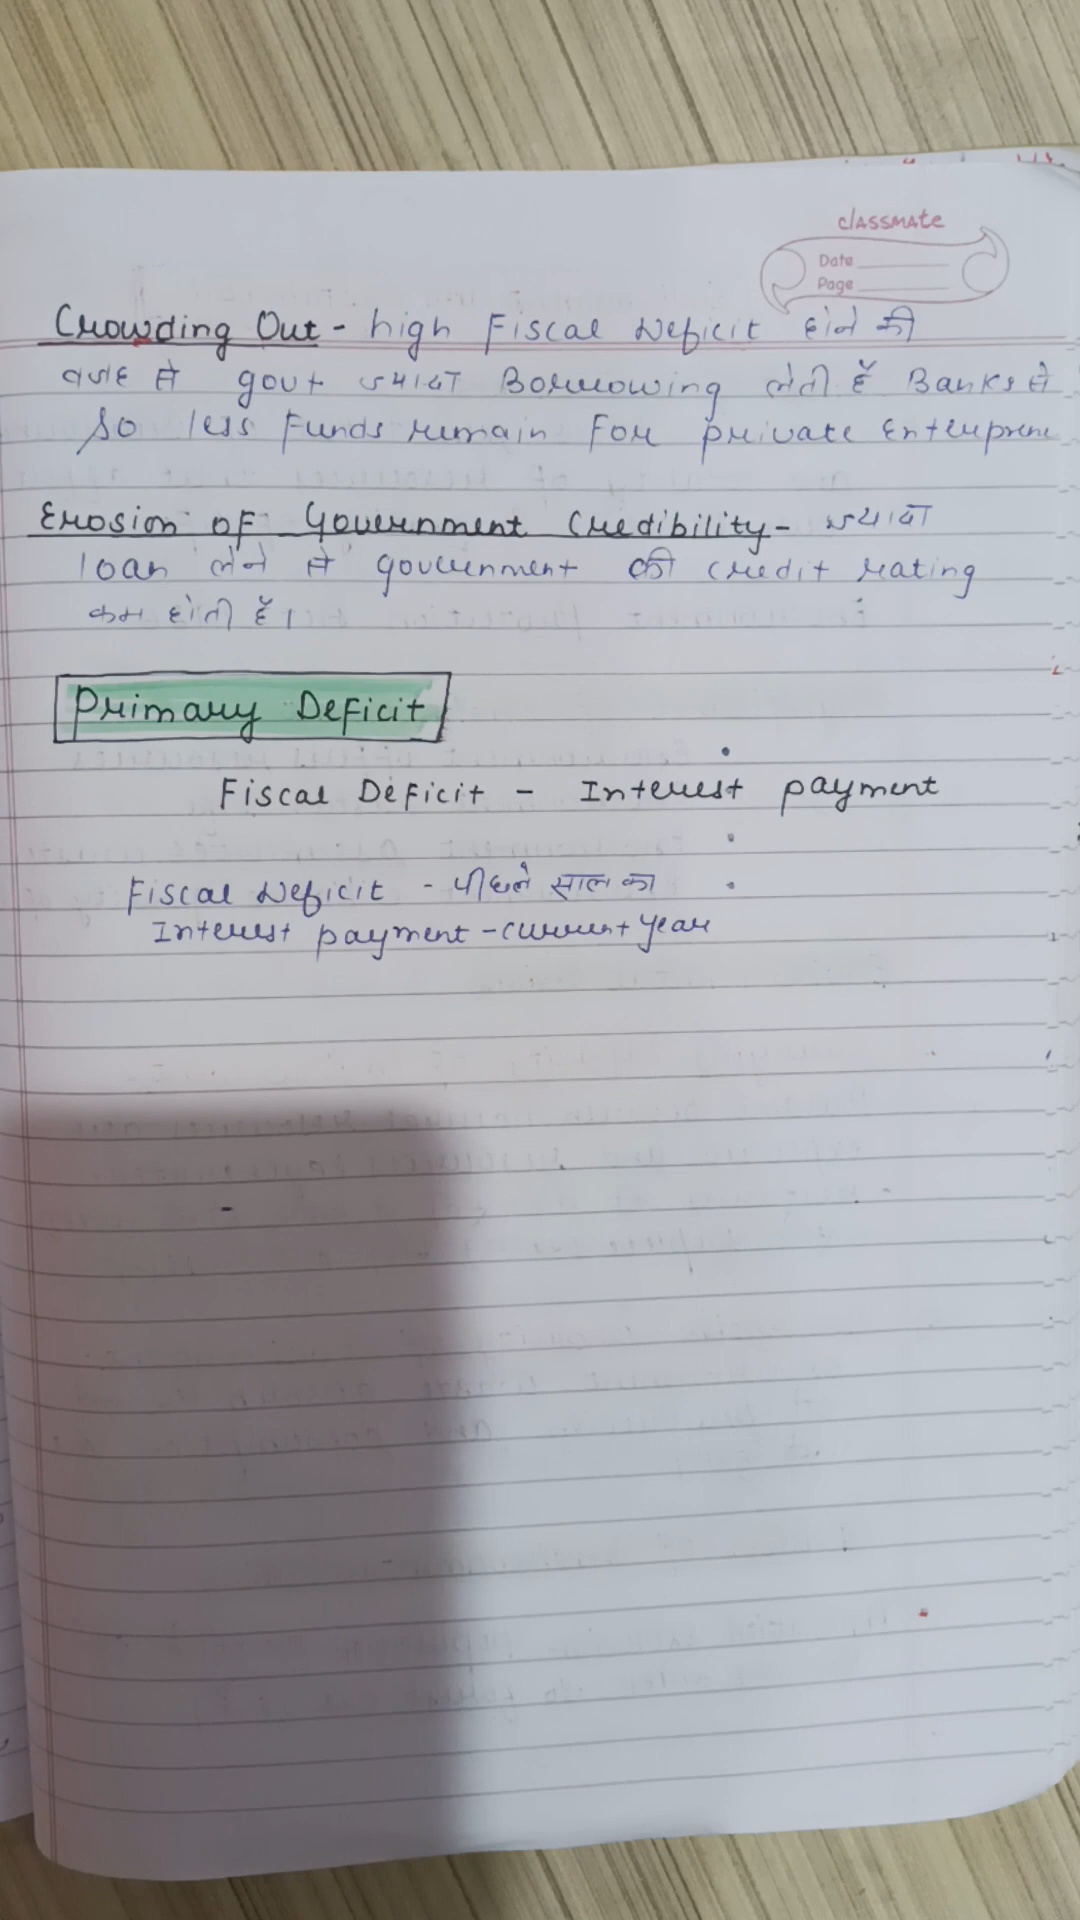 classmate
Date
Page
Crowding Out - high Fiscal Deficit होने की
वजह से govt ज्यादा Borrowing लेती है Banks से
so less Funds remain For private Enterprene
Erosion of Government Credibility - ज्यादा
loan लेने से government की credit rating
कम होती है।
Primary Deficit
Fiscal Deficit - Interest payment
Fiscal Deficit - पीछले साल का
Interest payment - current year